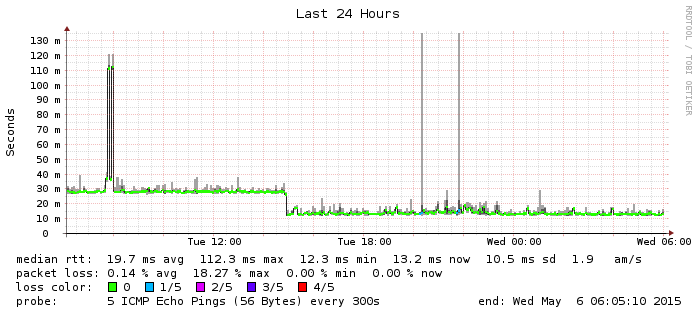 Last 24 Hours
RRDTOOL / TOBI OETIKER
Seconds
130 m
120 m
110 m
100 m
90 m
80 m
70 m
60 m
50 m
40 m
30 m
20 m
10 m
0
Tue 12:00 Tue 18:00 Wed 00:00 Wed 06:00
median rtt: 19.7 ms avg 112.3 ms max 12.3 ms min 13.2 ms now 10.5 ms sd 1.9 am/s
packet loss: 0.14 % avg 18.27 % max 0.00 % min 0.00 % now
loss color: 0 1/5 2/5 3/5 4/5
probe: 5 ICMP Echo Pings (56 Bytes) every 300s end: Wed May 6 06:05:10 2015